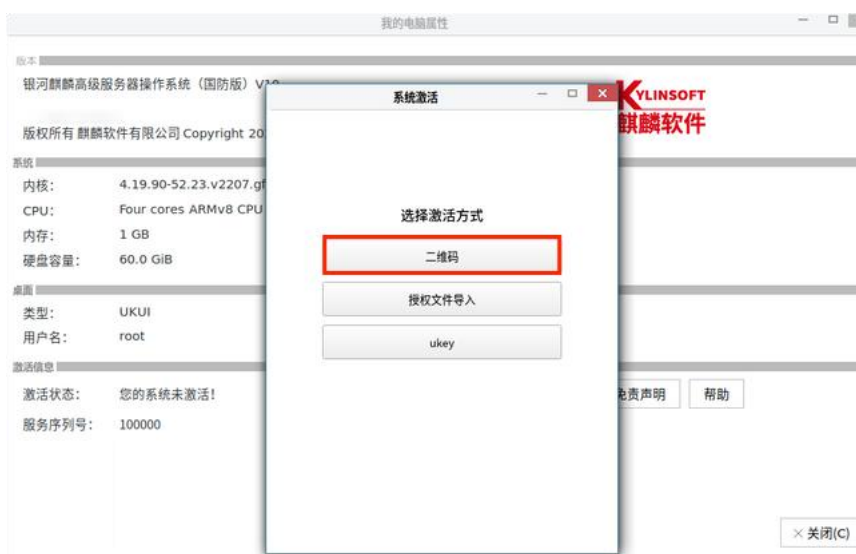 我的电脑属性
版本
银河麒麟高级服务器操作系统（国防版）V10
版权所有 麒麟软件有限公司 Copyright 20
KYLINSOFT
麒麟软件
系统
内核： 4.19.90-52.23.v2207.gf
CPU： Four cores ARMv8 CPU
内存： 1 GB
硬盘容量： 60.0 GiB
桌面
类型： UKUI
用户名： root
激活信息
激活状态： 您的系统未激活！
免责声明
帮助
服务序列号： 100000
关闭(C)
系统激活
选择激活方式
二维码
授权文件导入
ukey